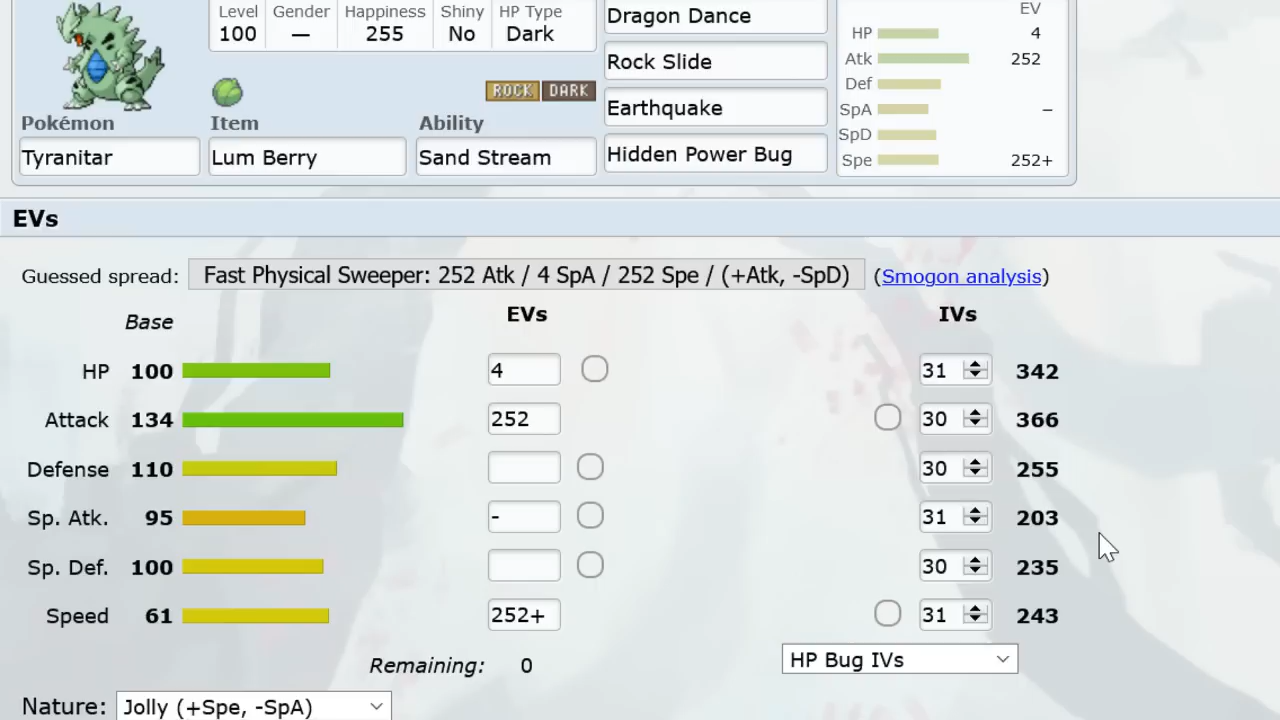 Level Gender Happiness Shiny HP Type
100 — 255 No Dark
Dragon Dance
Rock Slide
Earthquake
Hidden Power Bug
ROCK DARK
Pokémon Item Ability
Tyranitar Lum Berry Sand Stream
EV
HP 4
Atk 252
Def
SpA –
SpD
Spe 252+
EVs
Guessed spread: Fast Physical Sweeper: 252 Atk / 4 SpA / 252 Spe / (+Atk, -SpD) (Smogon analysis)
Base EVs IVs
HP 100 4 31 342
Attack 134 252 30 366
Defense 110 30 255
Sp. Atk. 95 - 31 203
Sp. Def. 100 30 235
Speed 61 252+ 31 243
Remaining: 0 HP Bug IVs
Nature: Jolly (+Spe, -SpA)